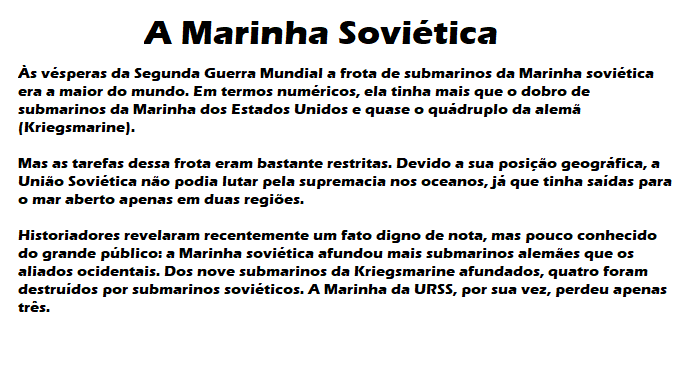 A Marinha Soviética
Às vésperas da Segunda Guerra Mundial a frota de submarinos da Marinha soviética
era a maior do mundo. Em termos numéricos, ela tinha mais que o dobro de
submarinos da Marinha dos Estados Unidos e quase o quádruplo da alemã
(Kriegsmarine).
Mas as tarefas dessa frota eram bastante restritas. Devido a sua posição geográfica, a
União Soviética não podia lutar pela supremacia nos oceanos, já que tinha saídas para
o mar aberto apenas em duas regiões.
Historiadores revelaram recentemente um fato digno de nota, mas pouco conhecido
do grande público: a Marinha soviética afundou mais submarinos alemães que os
aliados ocidentais. Dos nove submarinos da Kriegsmarine afundados, quatro foram
destruídos por submarinos soviéticos. A Marinha da URSS, por sua vez, perdeu apenas
três.